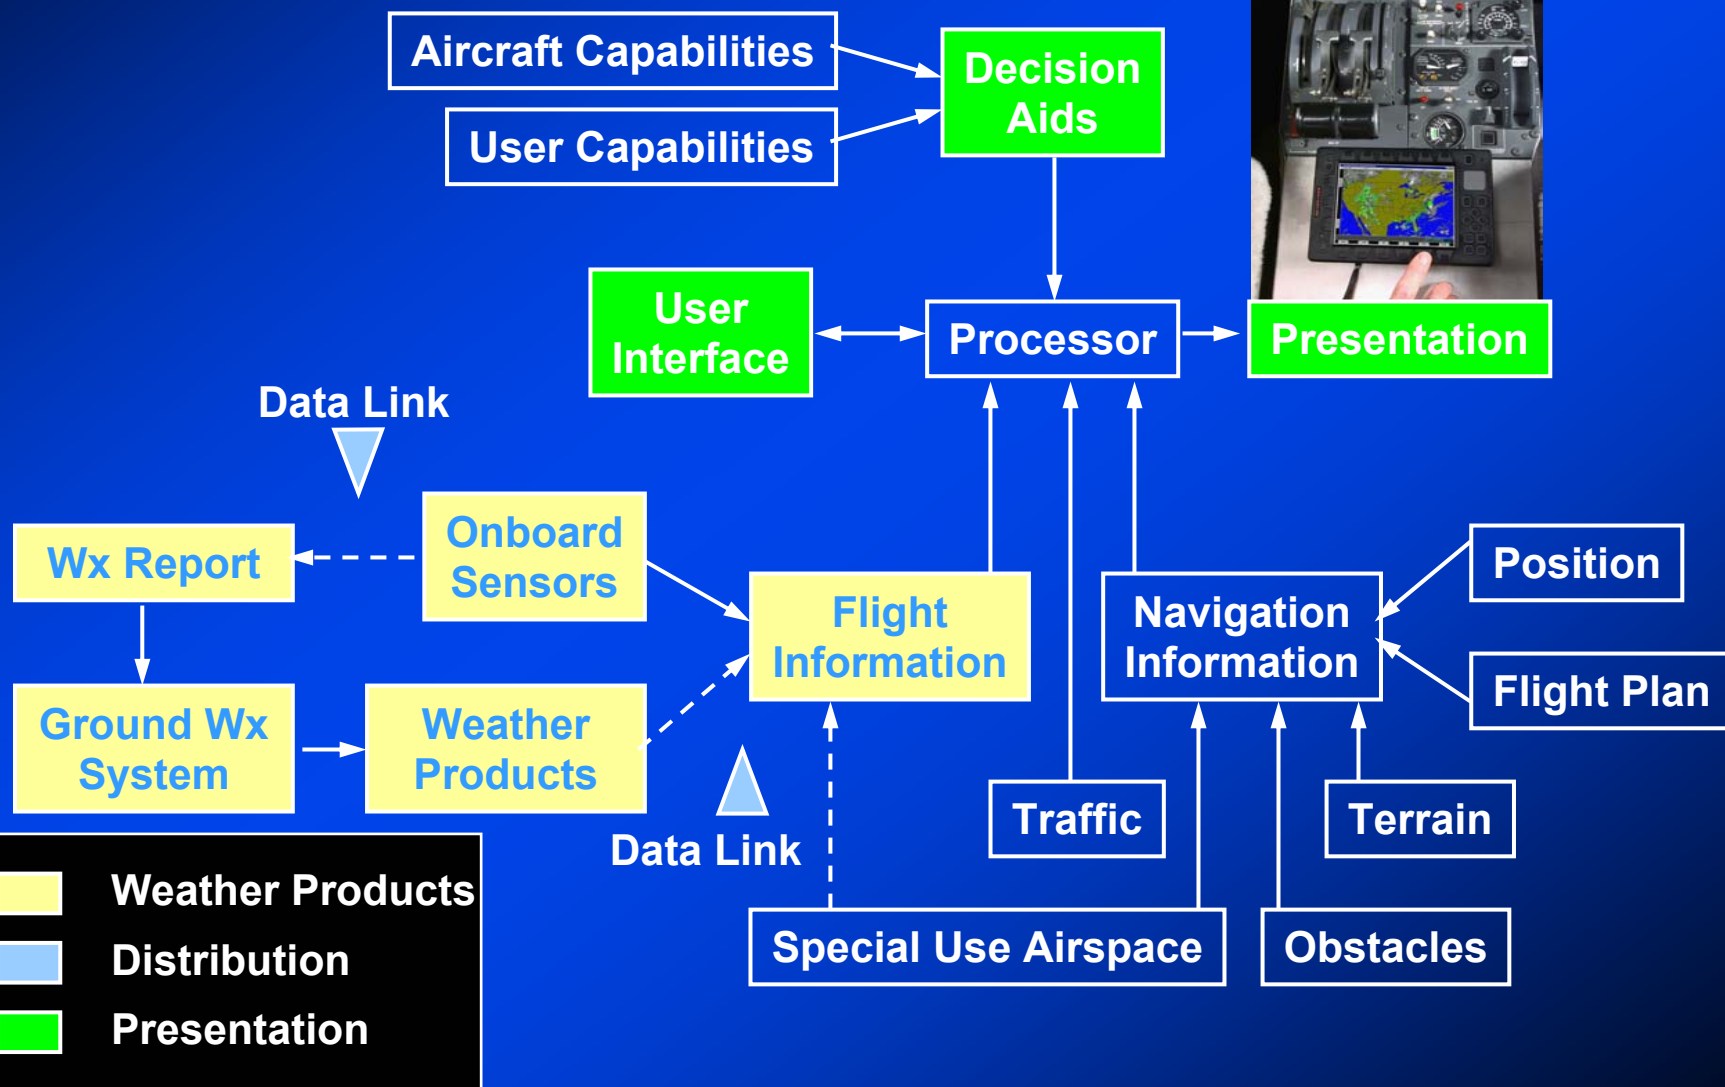 Aircraft Capabilities
User Capabilities
Decision
Aids
User
Interface
Processor
Presentation
Data Link
Wx Report
Onboard
Sensors
Flight
Information
Navigation
Information
Position
Flight Plan
Ground Wx
System
Weather
Products
Data Link
Traffic
Terrain
Special Use Airspace
Obstacles
Weather Products
Distribution
Presentation